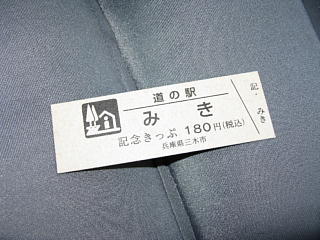 道の駅
みき
記念きっぷ 180円(税込)
兵庫県三木市
記・みき